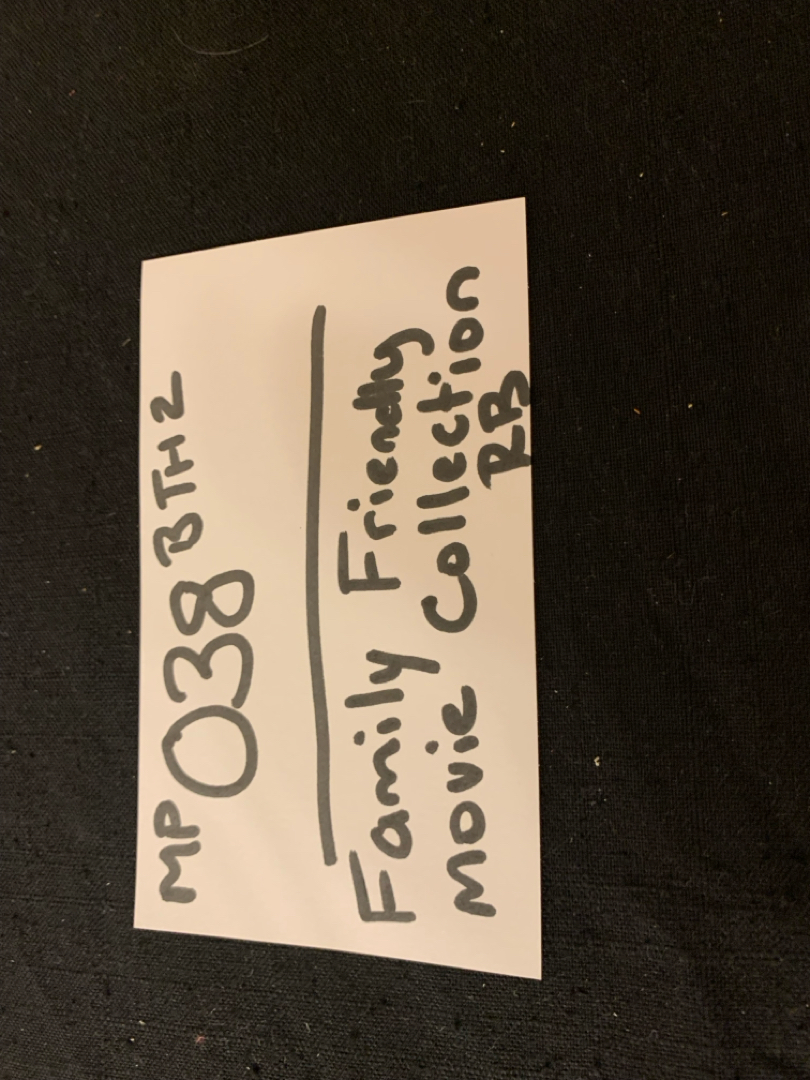 MP 038 BTH2
Family Friendly
Movie Collection
RB